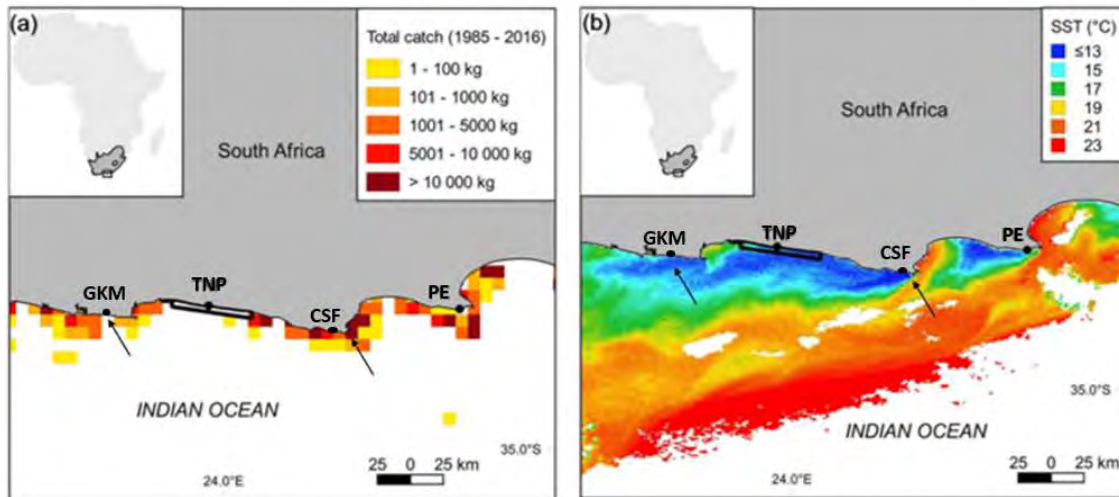 (a)
Total catch (1985 - 2016)
1 - 100 kg
101 - 1000 kg
1001 - 5000 kg
5001 - 10 000 kg
> 10 000 kg
South Africa
GKM
TNP
CSF
PE
INDIAN OCEAN
35.0°S
24.0°E
25 0 25 km
(b)
SST (°C)
≤13
15
17
19
21
23
South Africa
GKM
TNP
CSF
PE
35.0°S
INDIAN OCEAN
24.0°E
25 0 25 km